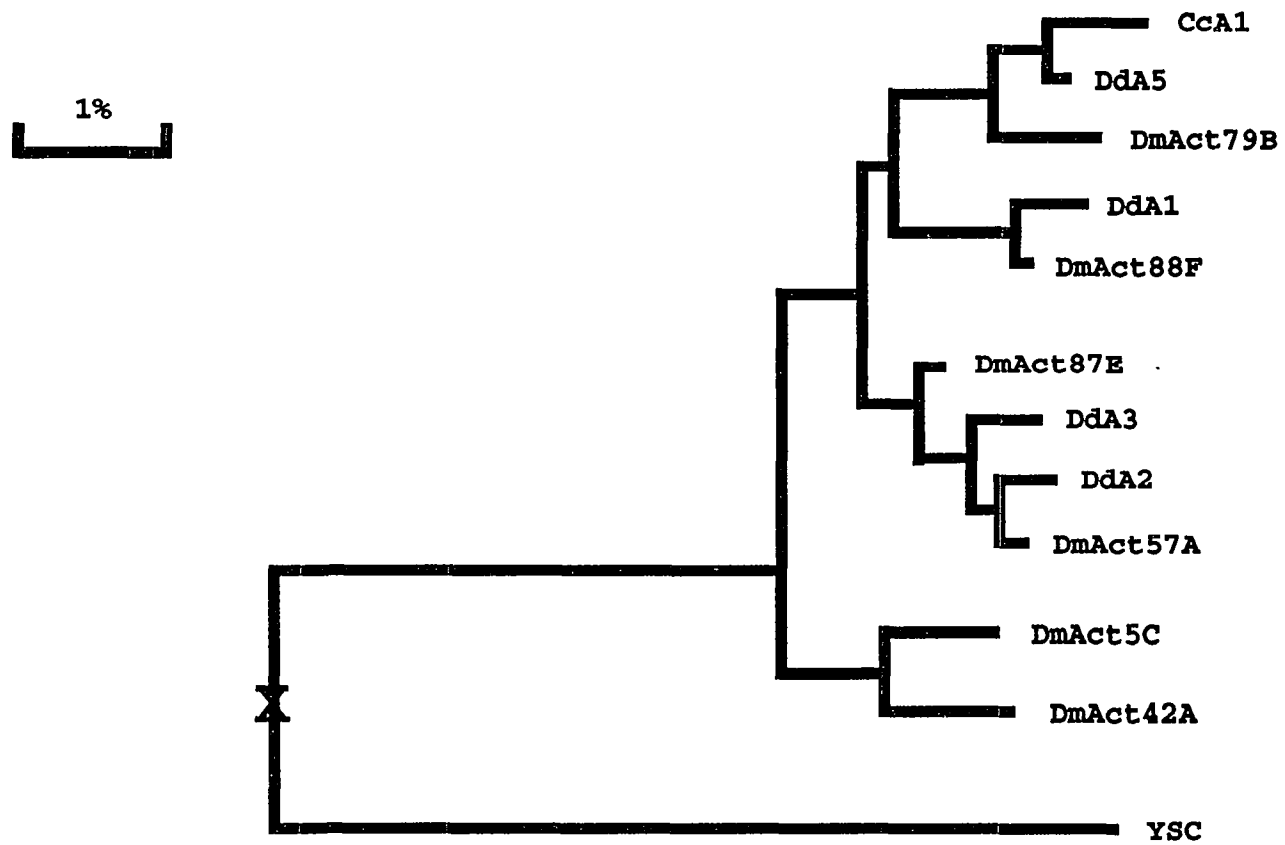 CcA1
1%
DdA5
DmAct79B
DdA1
DmAct88F
DmAct87E
DdA3
DdA2
DmAct57A
DmAct5C
DmAct42A
YSC